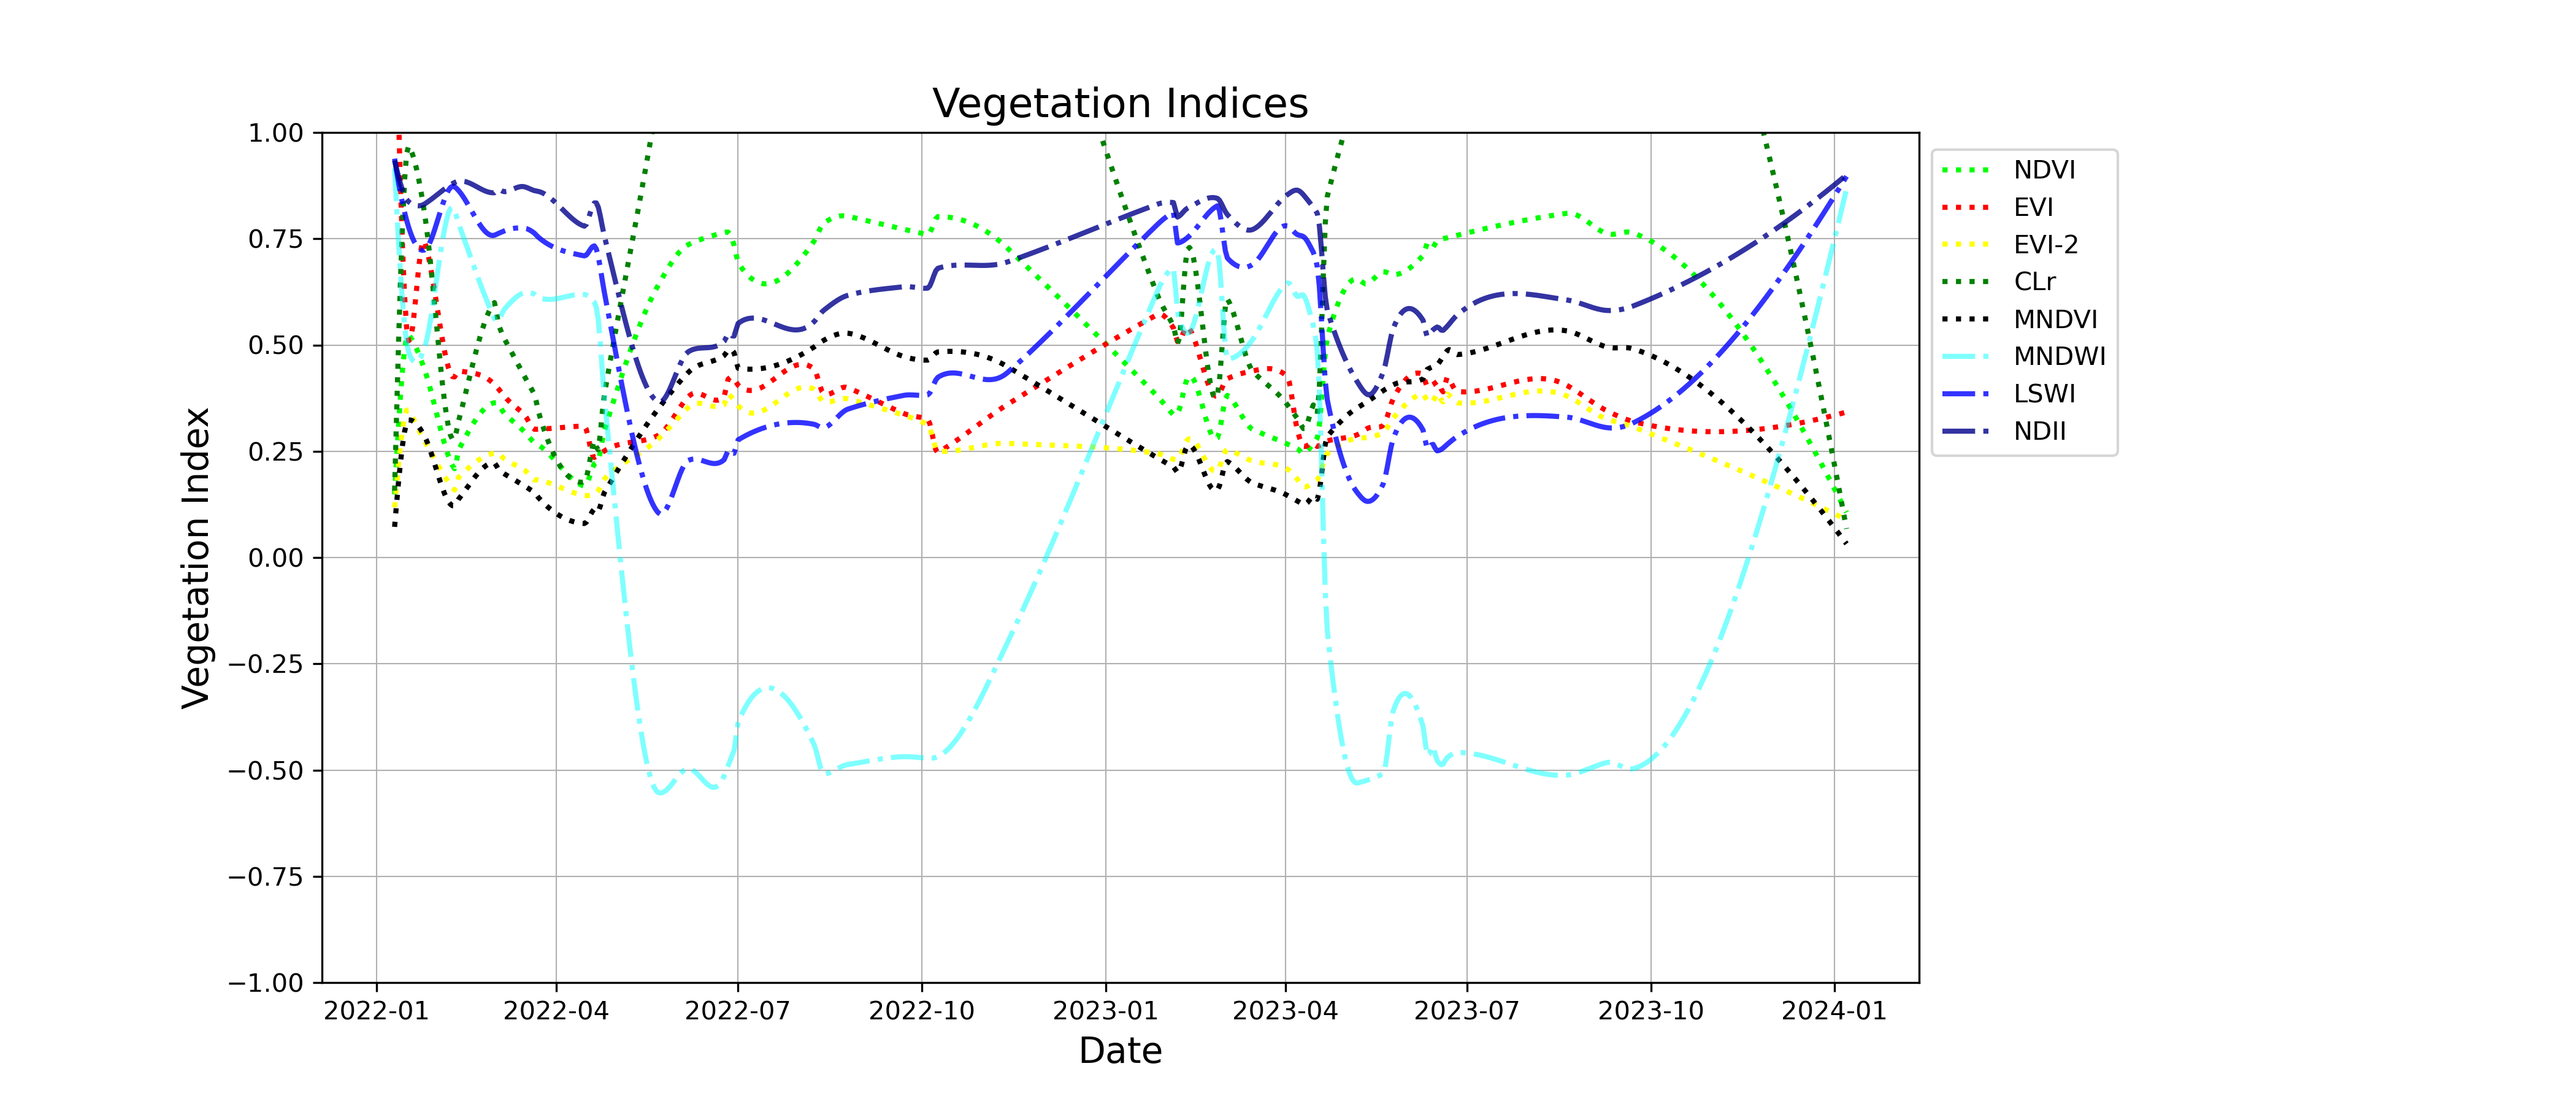 Vegetation Indices
1.00
0.75
0.50
0.25
0.00
−0.25
−0.50
−0.75
−1.00
Vegetation Index
2022-01 2022-04 2022-07 2022-10 2023-01 2023-04 2023-07 2023-10 2024-01
Date
NDVI
EVI
EVI-2
CLr
MNDVI
MNDWI
LSWI
NDII